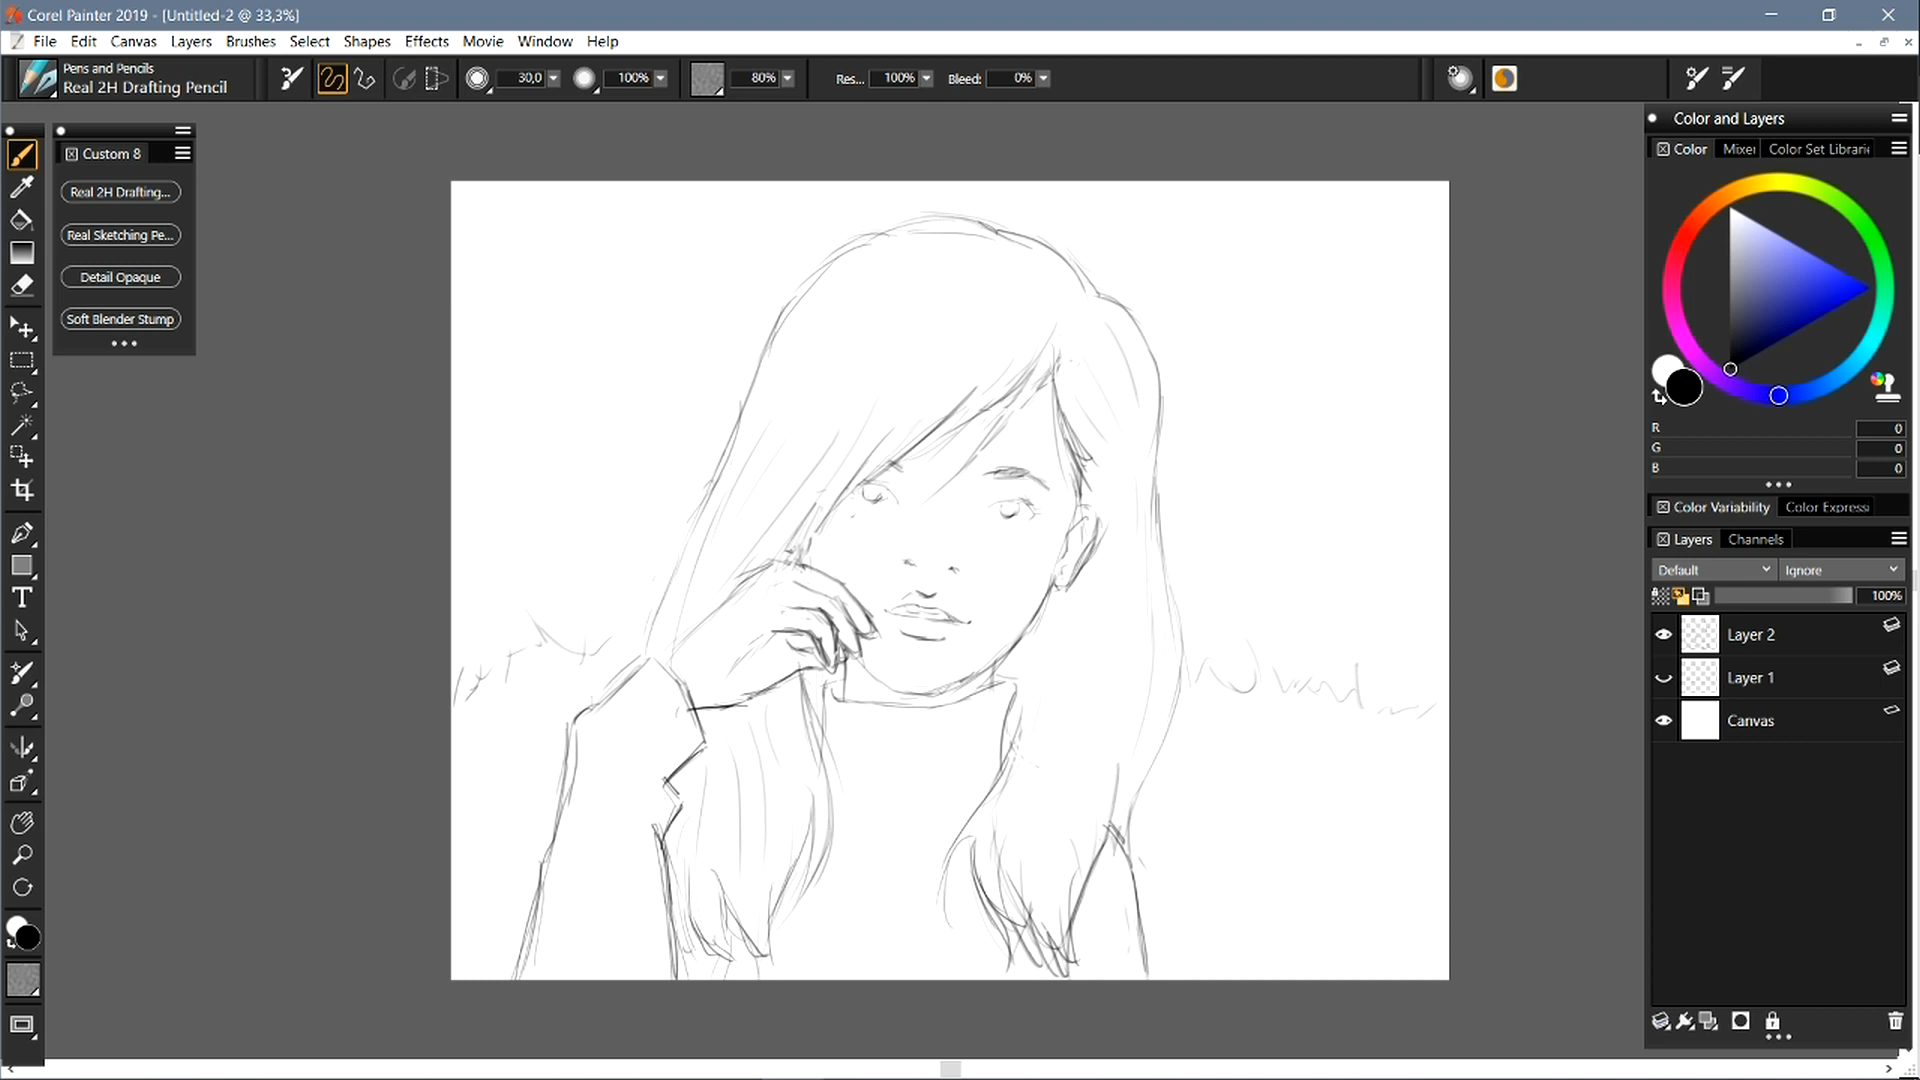 Corel Painter 2019 - [Untitled-2 @ 33,3%]
File Edit Canvas Layers Brushes Select Shapes Effects Movie Window Help
Pens and Pencils
Real 2H Drafting Pencil
30,0 100% 80% Res... 100% Bleed: 0%
Custom 8
Real 2H Drafting...
Real Sketching Pe...
Detail Opaque
Soft Blender Stump
T
Color and Layers
Color Mixer Color Set Librari
R 0
G 0
B 0
Color Variability Color Expressi
Layers Channels
Default Ignore
100%
Layer 2
Layer 1
Canvas